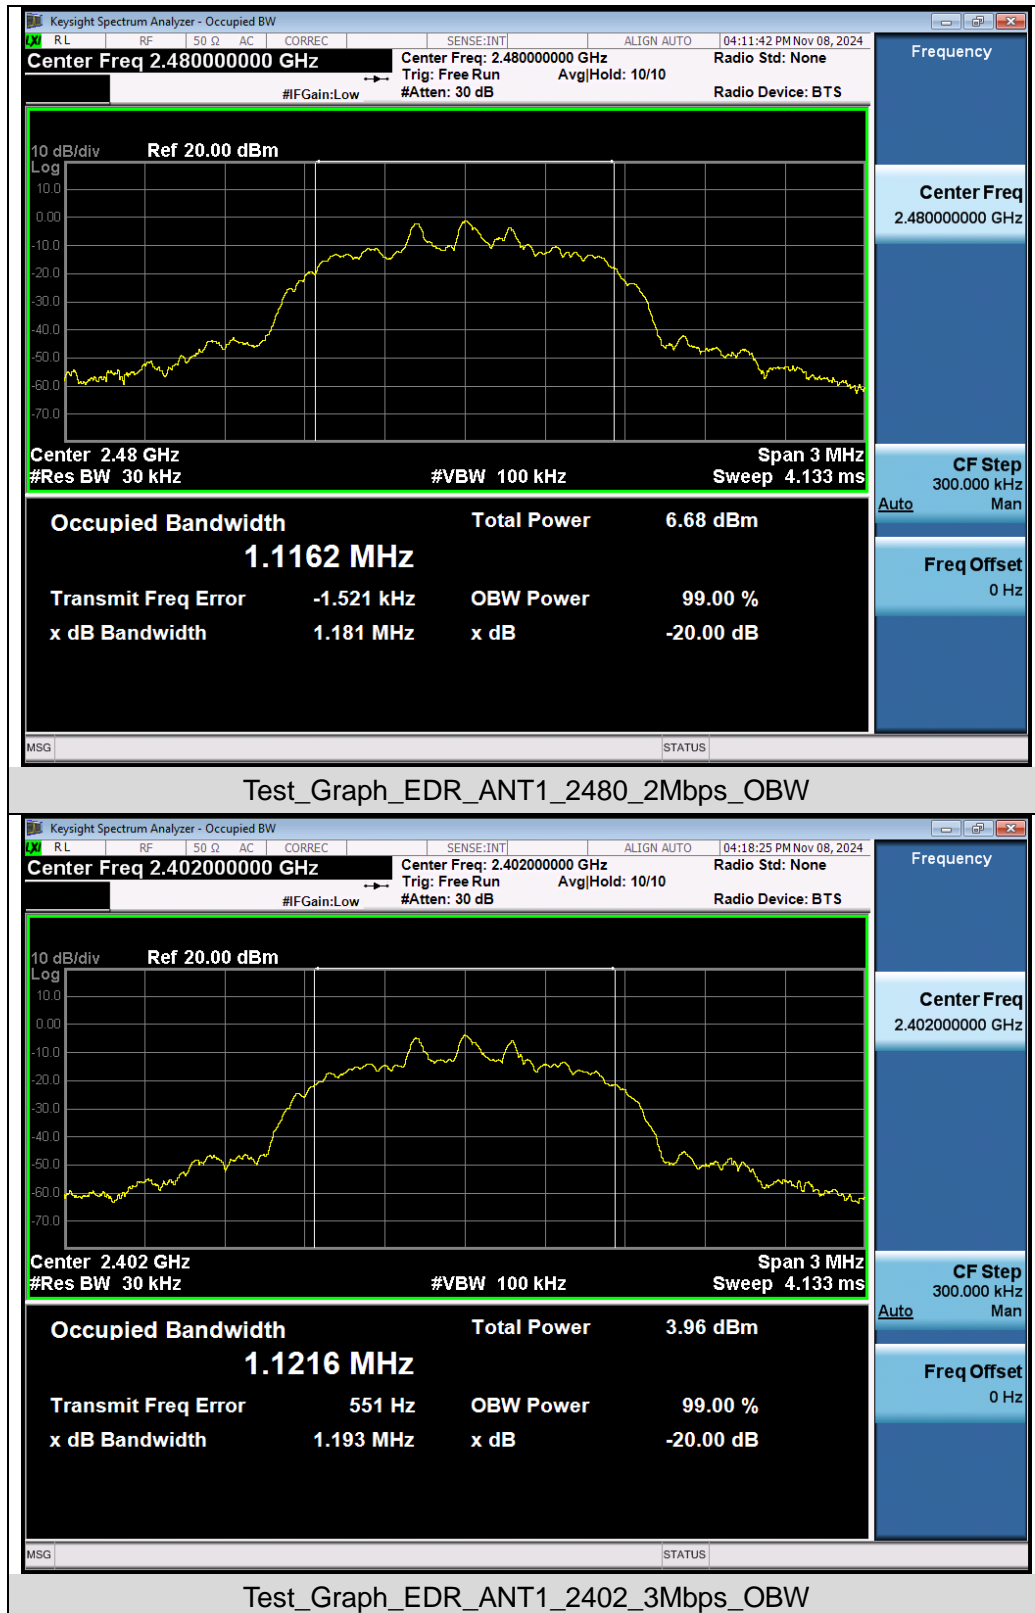 Keysight Spectrum Analyzer - Occupied BW
LXI RL RF 50 Ω AC CORREC SENSE:INT ALIGN AUTO 04:11:42 PM Nov 08, 2024
Center Freq 2.480000000 GHz
Center Freq: 2.480000000 GHz
Radio Std: None
Trig: Free Run
Avg|Hold: 10/10
#IFGain:Low
#Atten: 30 dB
Radio Device: BTS
Frequency
10 dB/div
Ref 20.00 dBm
Log
10.0
0.00
-10.0
-20.0
-30.0
-40.0
-50.0
-60.0
-70.0
Center 2.48 GHz
Span 3 MHz
#Res BW 30 kHz
#VBW 100 kHz
Sweep 4.133 ms
Center Freq
2.480000000 GHz
CF Step
300.000 kHz
Auto Man
Freq Offset
0 Hz
Occupied Bandwidth
Total Power 6.68 dBm
1.1162 MHz
Transmit Freq Error -1.521 kHz
OBW Power 99.00 %
x dB Bandwidth 1.181 MHz
x dB -20.00 dB
MSG
STATUS
Test_Graph_EDR_ANT1_2480_2Mbps_OBW
Keysight Spectrum Analyzer - Occupied BW
LXI RL RF 50 Ω AC CORREC SENSE:INT ALIGN AUTO 04:18:25 PM Nov 08, 2024
Center Freq 2.402000000 GHz
Center Freq: 2.402000000 GHz
Radio Std: None
Trig: Free Run
Avg|Hold: 10/10
#IFGain:Low
#Atten: 30 dB
Radio Device: BTS
Frequency
10 dB/div
Ref 20.00 dBm
Log
10.0
0.00
-10.0
-20.0
-30.0
-40.0
-50.0
-60.0
-70.0
Center 2.402 GHz
Span 3 MHz
#Res BW 30 kHz
#VBW 100 kHz
Sweep 4.133 ms
Center Freq
2.402000000 GHz
CF Step
300.000 kHz
Auto Man
Freq Offset
0 Hz
Occupied Bandwidth
Total Power 3.96 dBm
1.1216 MHz
Transmit Freq Error 551 Hz
OBW Power 99.00 %
x dB Bandwidth 1.193 MHz
x dB -20.00 dB
MSG
STATUS
Test_Graph_EDR_ANT1_2402_3Mbps_OBW